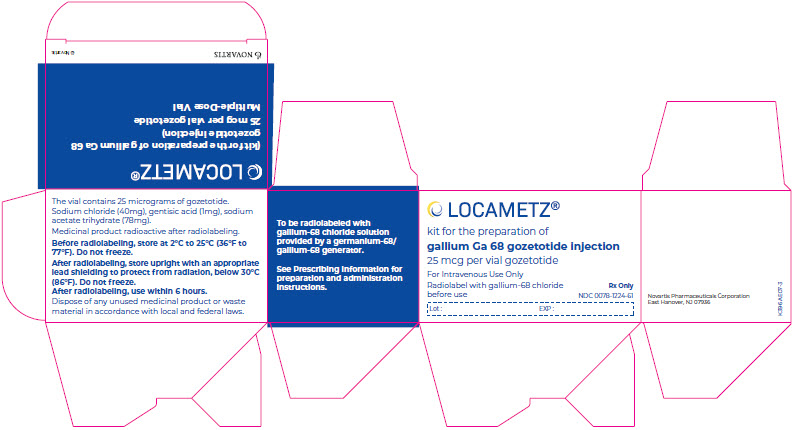 © Novartis
NOVARTIS
LOCAMETZ®
(kit for the preparation of gallium Ga 68
gozetotide injection)
25 mcg per vial gozetotide
Multiple-Dose Vial
The vial contains 25 micrograms of gozetotide.
Sodium chloride (40mg), gentisic acid (1mg), sodium
acetate trihydrate (78mg).
Medicinal product radioactive after radiolabeling.
Before radiolabeling, store at 2°C to 25°C (36°F to
77°F). Do not freeze.
After radiolabeling, store upright with an appropriate
lead shielding to protect from radiation, below 30°C
(86°F). Do not freeze.
After radiolabeling, use within 6 hours.
Dispose of any unused medicinal product or waste
material in accordance with local and federal laws.
To be radiolabeled with
gallium-68 chloride solution
provided by a germanium-68/
gallium-68 generator.
See Prescribing Information for
preparation and administration
instructions.
LOCAMETZ®
kit for the preparation of
gallium Ga 68 gozetotide injection
25 mcg per vial gozetotide
For Intravenous Use Only
Radiolabel with gallium-68 chloride
before use
Rx Only
NDC 0078-1224-61
Lot :
EXP :
Novartis Pharmaceuticals Corporation
East Hanover, NJ 07936